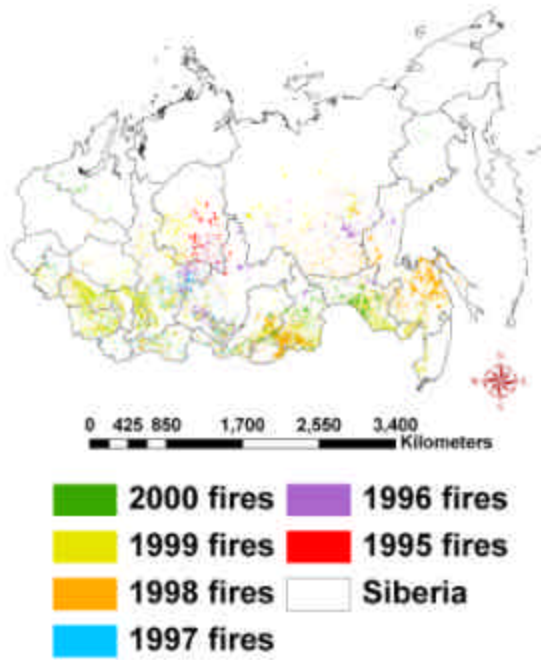 0 425 850 1,700 2,550 3,400
Kilometers
2000 fires
1999 fires
1998 fires
1997 fires
1996 fires
1995 fires
Siberia